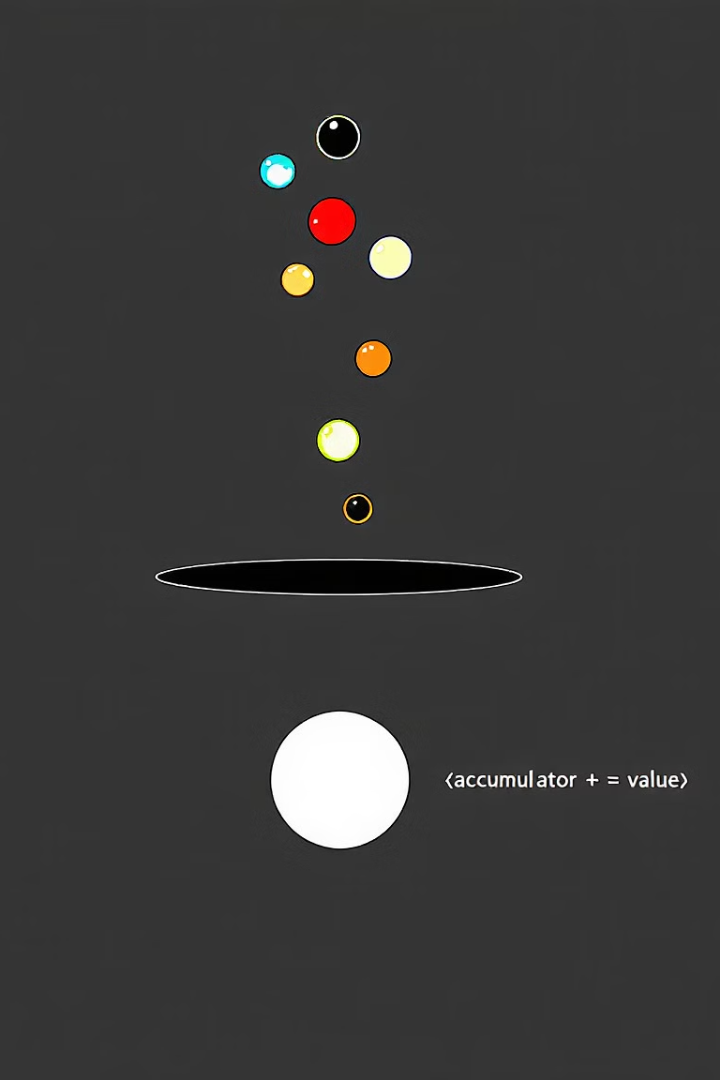 ⟨accumulator + = value⟩